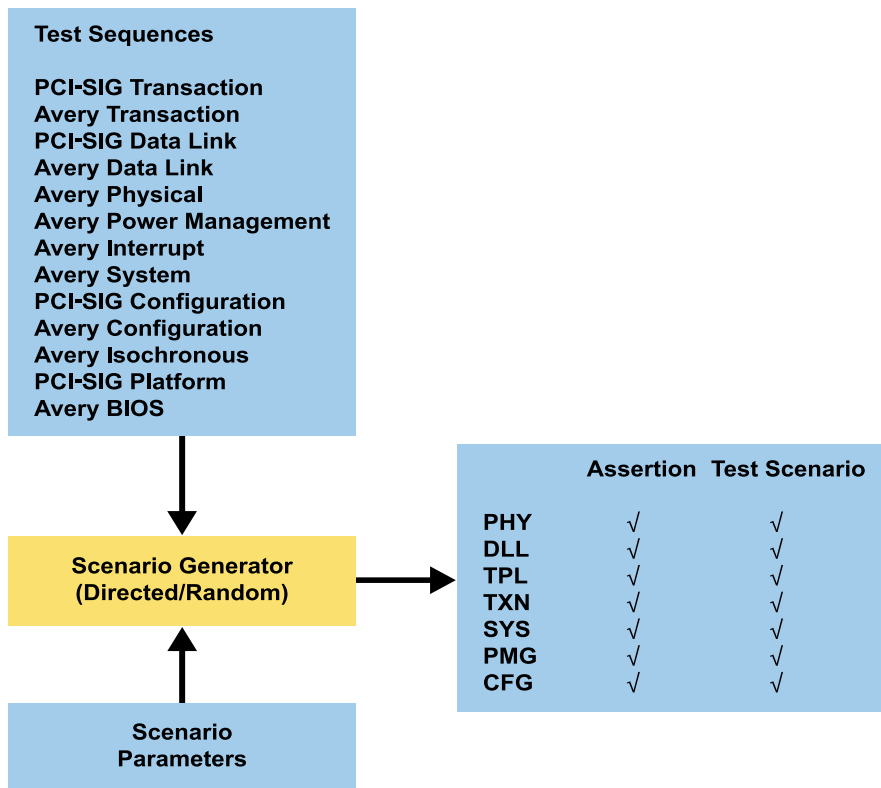 Test Sequences
PCI-SIG Transaction
Avery Transaction
PCI-SIG Data Link
Avery Data Link
Avery Physical
Avery Power Management
Avery Interrupt
Avery System
PCI-SIG Configuration
Avery Configuration
Avery Isochronous
PCI-SIG Platform
Avery BIOS
Scenario Generator
(Directed/Random)
Scenario
Parameters
Assertion Test Scenario
PHY √ √
DLL √ √
TPL √ √
TXN √ √
SYS √ √
PMG √ √
CFG √ √